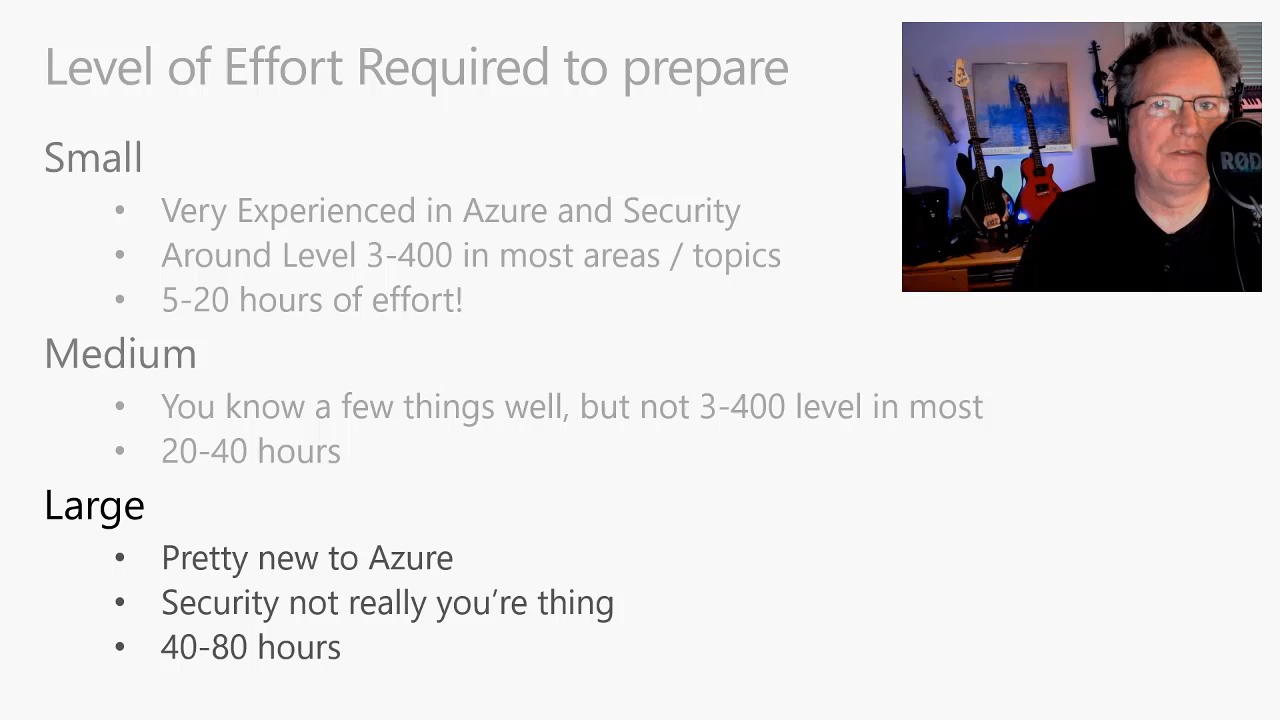 Level of Effort Required to prepare
Small
• Very Experienced in Azure and Security
• Around Level 3-400 in most areas / topics
• 5-20 hours of effort!
Medium
• You know a few things well, but not 3-400 level in most
• 20-40 hours
Large
• Pretty new to Azure
• Security not really you’re thing
• 40-80 hours
RØD